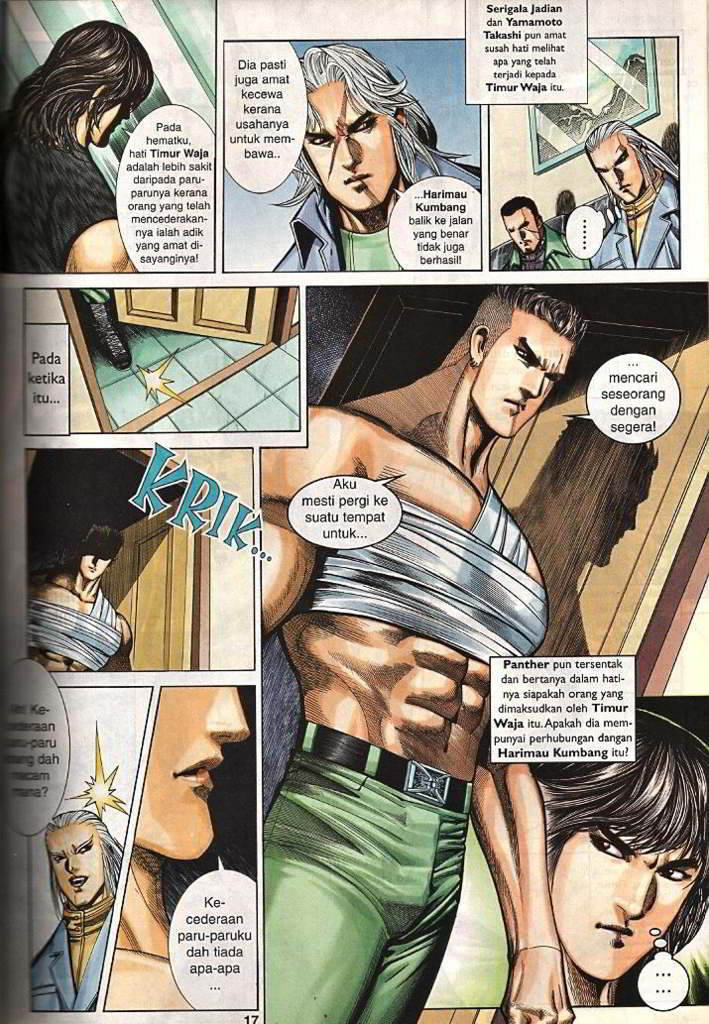 Pada
hematku,
hati Timur Waja
adalah lebih sakit
daripada paru-
parunya kerana
orang yang telah
mencederakan-
nya ialah adik
yang amat di-
sayanginya!
Dia pasti
juga amat
kecewa
kerana
usahanya
untuk mem-
bawa..
...Harimau
Kumbang
balik ke jalan
yang benar
tidak juga
berhasil!
Serigala Jadian
dan Yamamoto
Takashi pun amat
susah hati melihat
apa yang telah
terjadi kepada
Timur Waja itu.
...
Pada
ketika
itu...
KRIK...
Ke-
cederaan
paru-paru
dah
macam
mana?
Ke-
cederaan
paru-paruku
dah tiada
apa-apa
...
Aku
mesti pergi ke
suatu tempat
untuk...
...
mencari
seseorang
dengan
segera!
Panther pun tersentak
dan bertanya dalam hati-
nya siapakah orang yang
dimaksudkan oleh Timur
Waja itu. Apakah dia mem-
punyai perhubungan dangan
Harimau Kumbang itu?
...
...
17